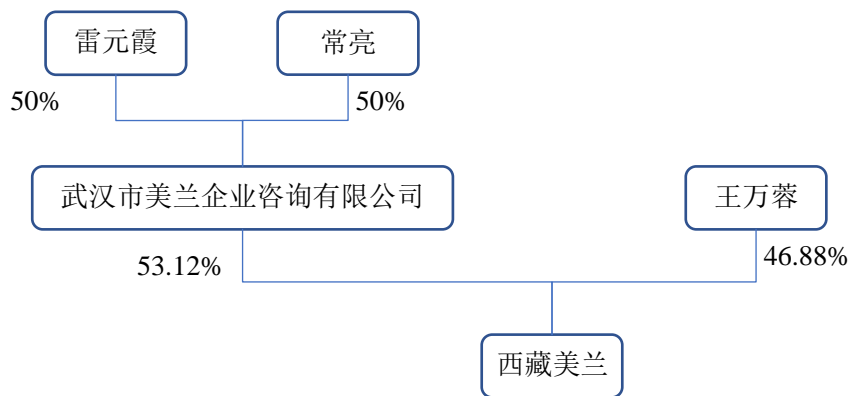 雷元霞
常亮
50%
50%
武汉市美兰企业咨询有限公司
王万蓉
53.12%
46.88%
西藏美兰